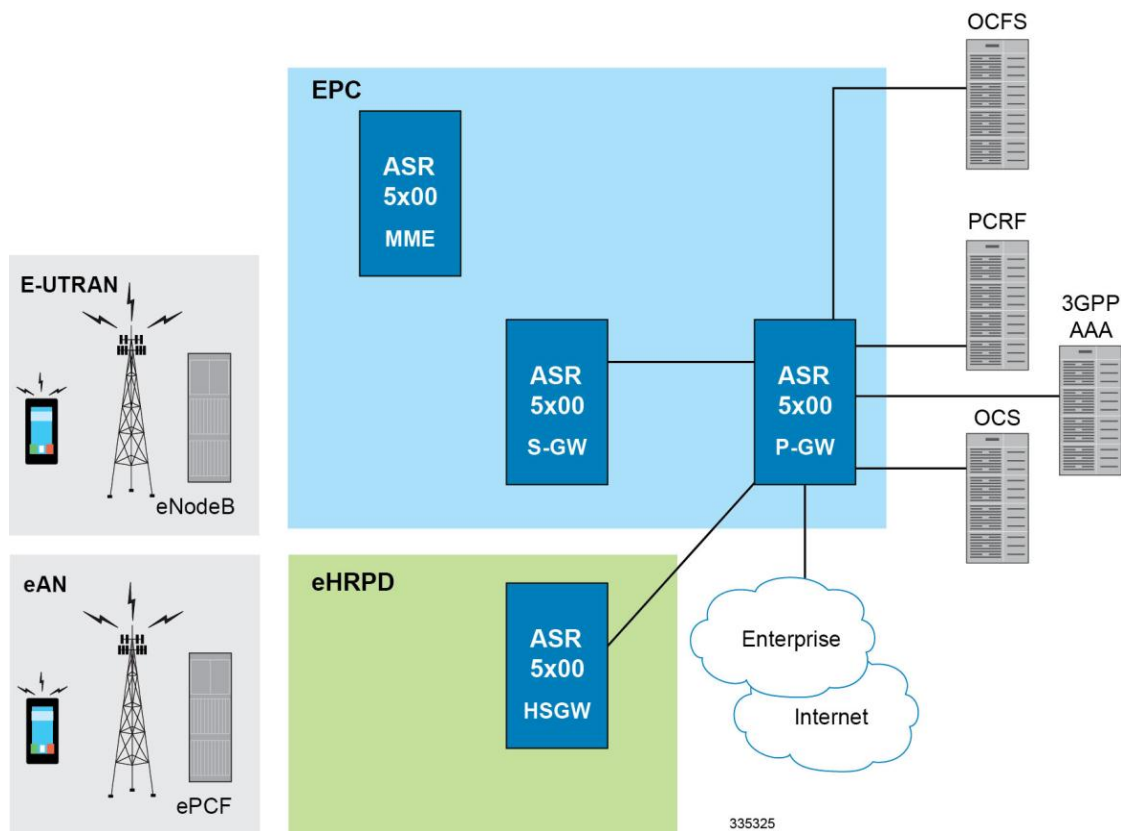 OCFS
EPC
ASR
5x00
MME
PCRF
E-UTRAN
3GPP
AAA
ASR
5x00
S-GW
ASR
5x00
P-GW
OCS
eNodeB
eAN
eHRPD
ASR
5x00
HSGW
Enterprise
Internet
ePCF
335325